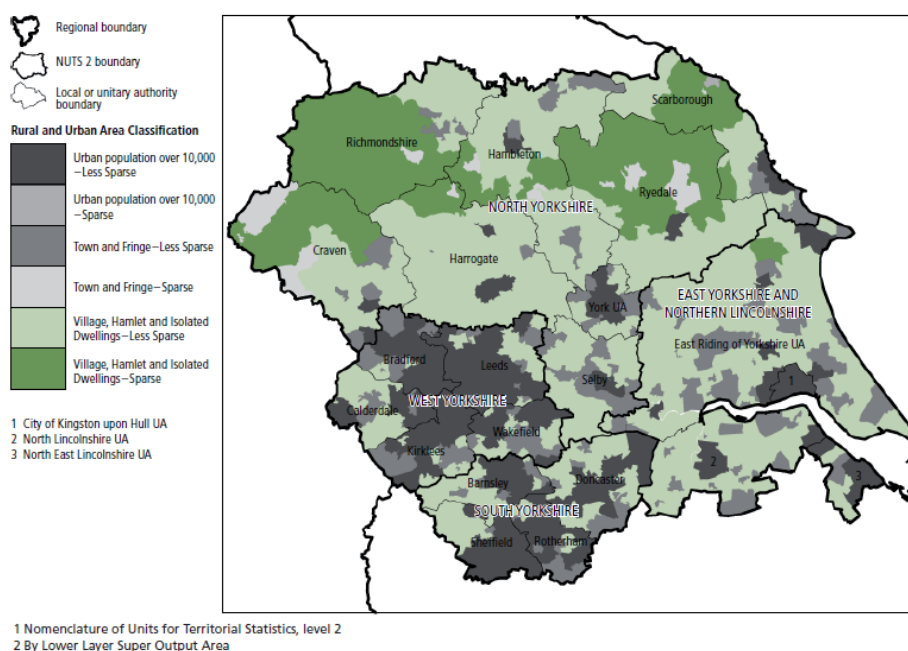 Regional boundary
NUTS 2 boundary
Local or unitary authority
boundary
Rural and Urban Area Classification
Urban population over 10,000
–Less Sparse
Urban population over 10,000
–Sparse
Town and Fringe–Less Sparse
Town and Fringe–Sparse
Village, Hamlet and Isolated
Dwellings–Less Sparse
Village, Hamlet and Isolated
Dwellings–Sparse
1 City of Kingston upon Hull UA
2 North Lincolnshire UA
3 North East Lincolnshire UA
Scarborough
Richmondshire
Hambleton
Ryedale
NORTH YORKSHIRE
Craven
Harrogate
York UA
EAST YORKSHIRE AND
NORTHERN LINCOLNSHIRE
East Riding of Yorkshire UA
Bradford
Leeds
Selby
1
WEST YORKSHIRE
Calderdale
Wakefield
Kirklees
2
3
Barnsley
Doncaster
SOUTH YORKSHIRE
Sheffield
Rotherham
1 Nomenclature of Units for Territorial Statistics, level 2
2 By Lower Layer Super Output Area